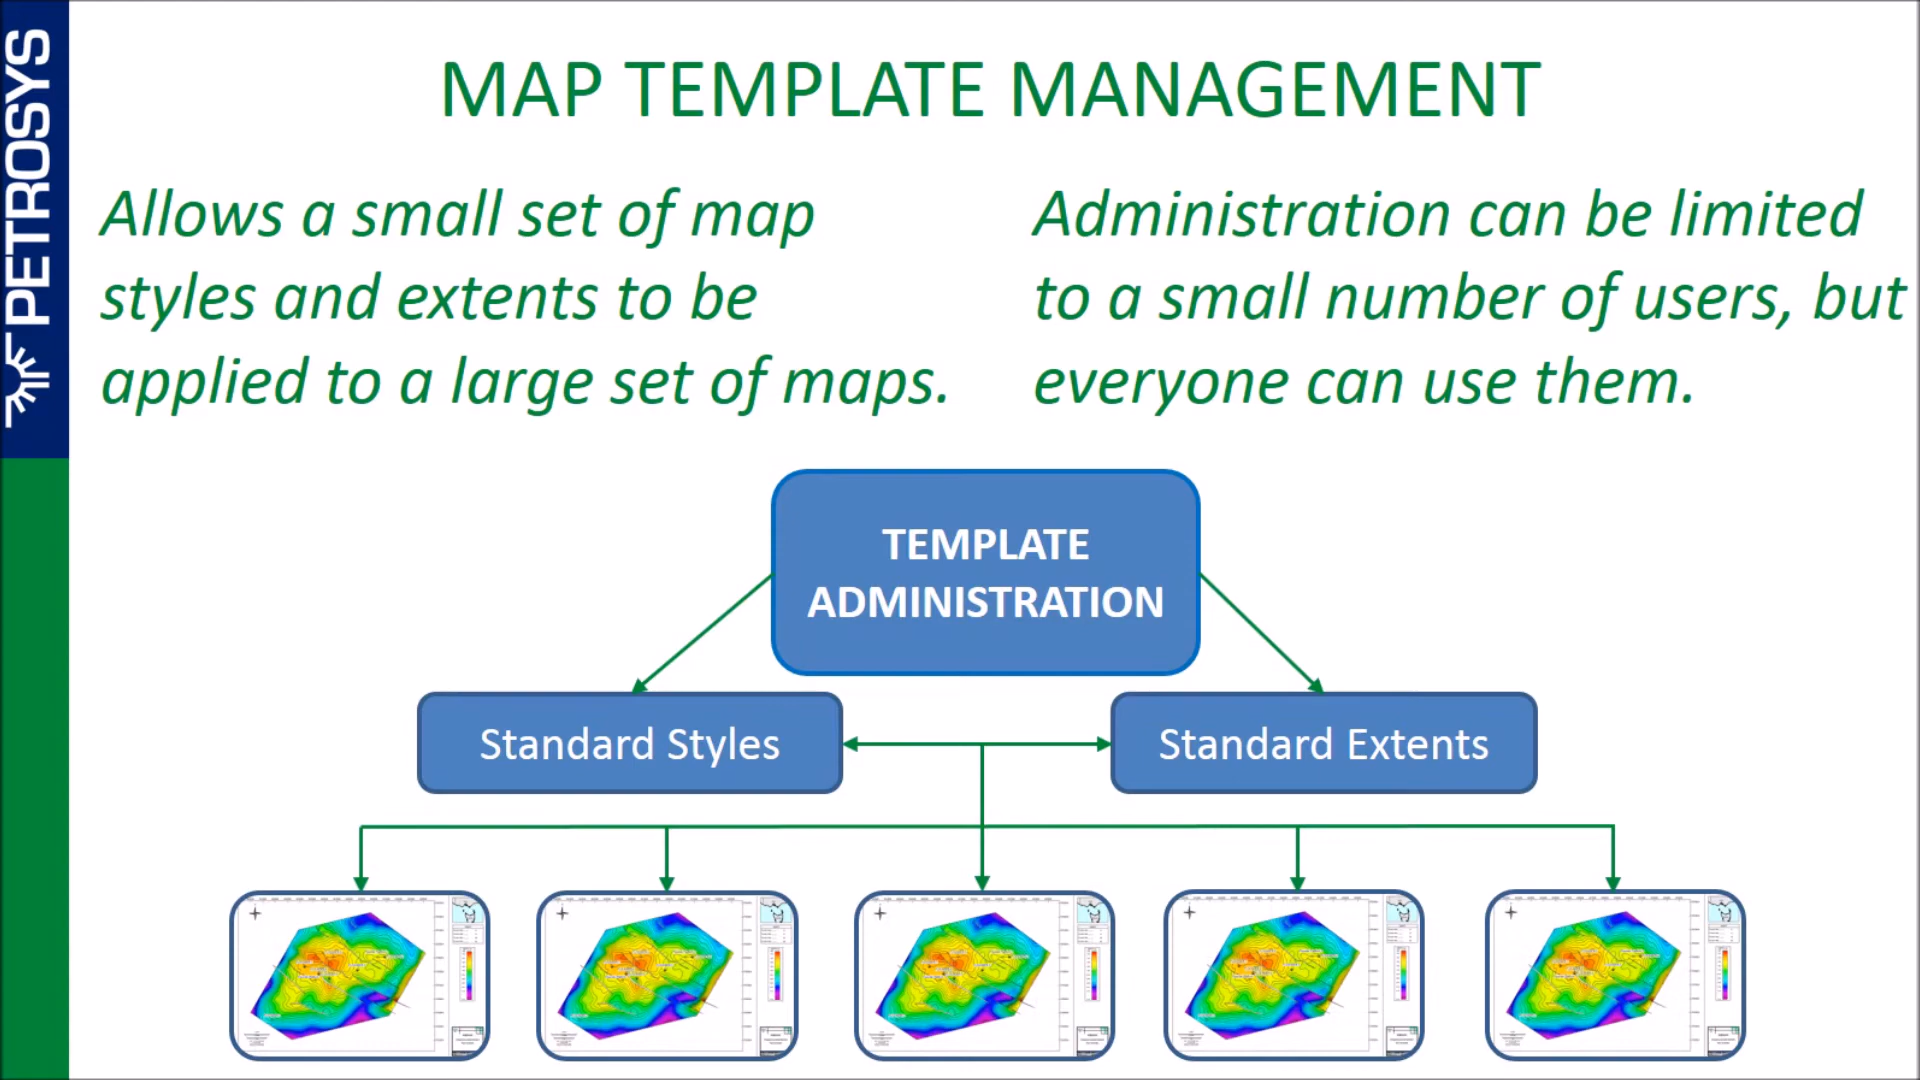 PETROSYS
MAP TEMPLATE MANAGEMENT
Allows a small set of map
styles and extents to be
applied to a large set of maps.
Administration can be limited
to a small number of users, but
everyone can use them.
TEMPLATE
ADMINISTRATION
Standard Styles
Standard Extents